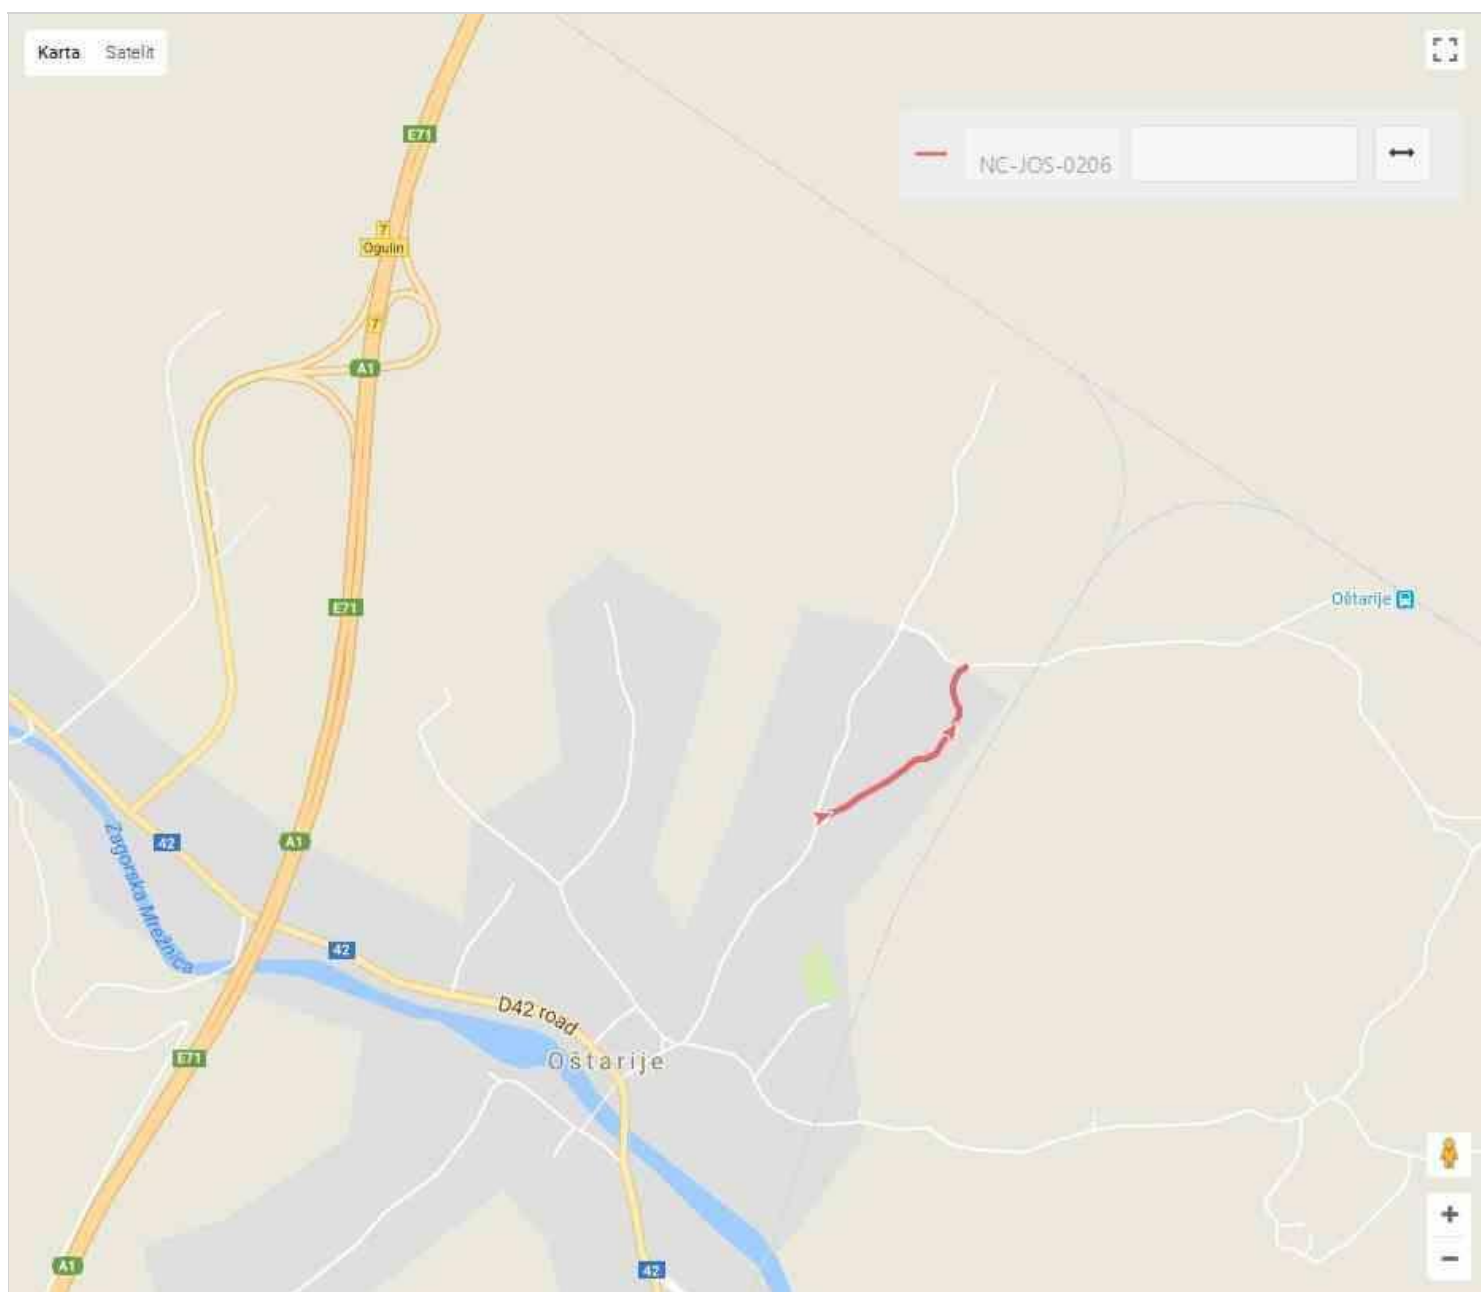 Karta Satelit
E71
NC-JOS-0206
7
Ogulin
7
A1
E71
Oštarije
42
A1
Zagorska Mrežnica
42
D42 road
Oštarije
E71
A1
42